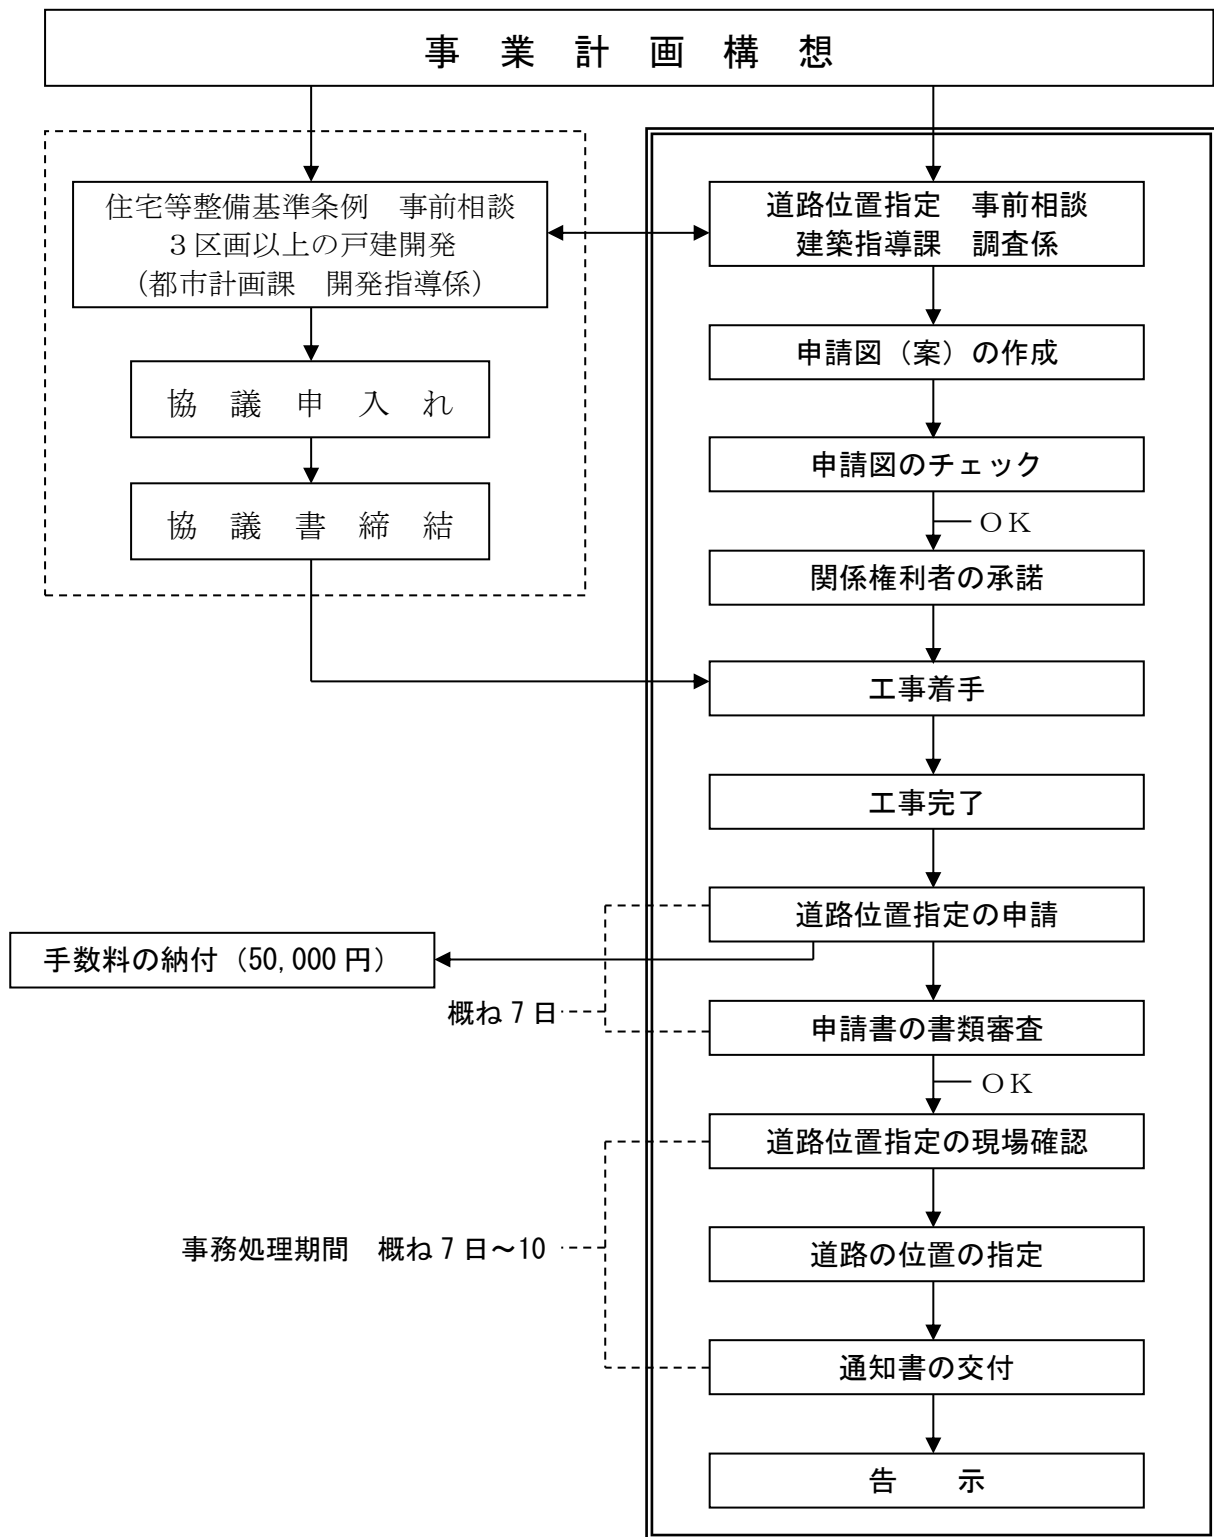 事　業　計　画　構　想
住宅等整備基準条例　事前相談
３区画以上の戸建開発
（都市計画課　開発指導係）
協　議　申　入　れ
協　議　書　締　結
道路位置指定　事前相談
建築指導課　調査係
申請図（案）の作成
申請図のチェック
ＯＫ
関係権利者の承諾
工事着手
工事完了
道路位置指定の申請
手数料の納付（50,000 円）
概ね 7 日
申請書の書類審査
ＯＫ
道路位置指定の現場確認
事務処理期間　概ね 7 日～10
道路の位置の指定
通知書の交付
告　　示